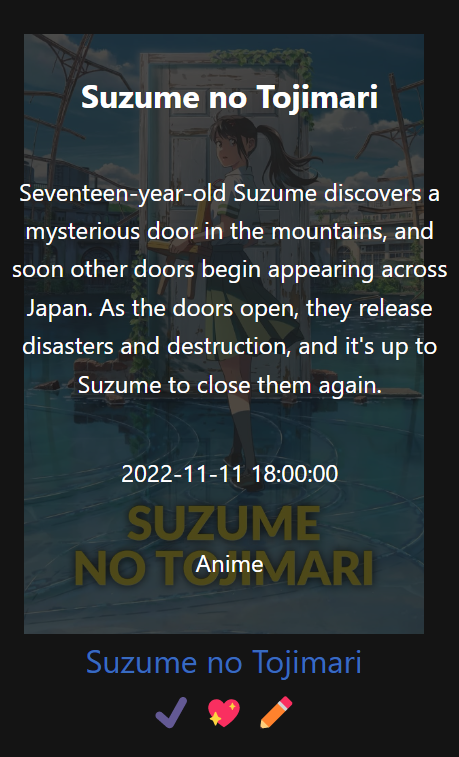 Suzume no Tojimari
Seventeen-year-old Suzume discovers a
mysterious door in the mountains, and
soon other doors begin appearing across
Japan. As the doors open, they release
disasters and destruction, and it's up to
Suzume to close them again.
2022-11-11 18:00:00
SUZUME
NO TOJIMARI
Anime
Suzume no Tojimari